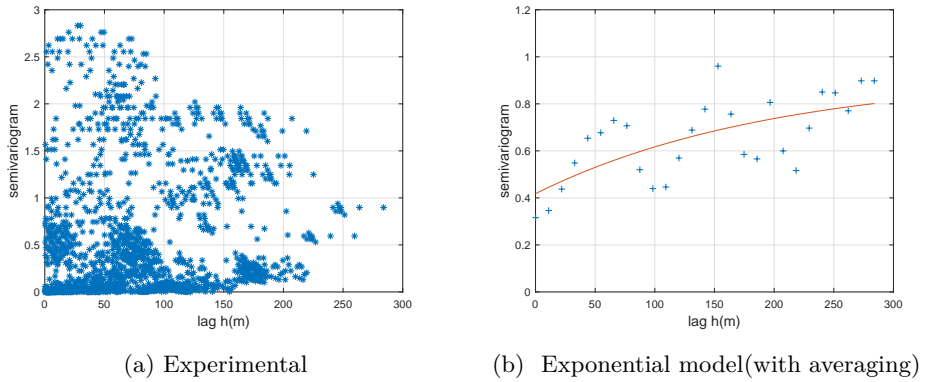 3
2.5
2
1.5
1
0.5
0
semivariogram
0 50 100 150 200 250 300
lag h(m)
(a) Experimental
1.2
1
0.8
0.6
0.4
0.2
0
semivariogram
0 50 100 150 200 250 300
lag h(m)
(b) Exponential model(with averaging)